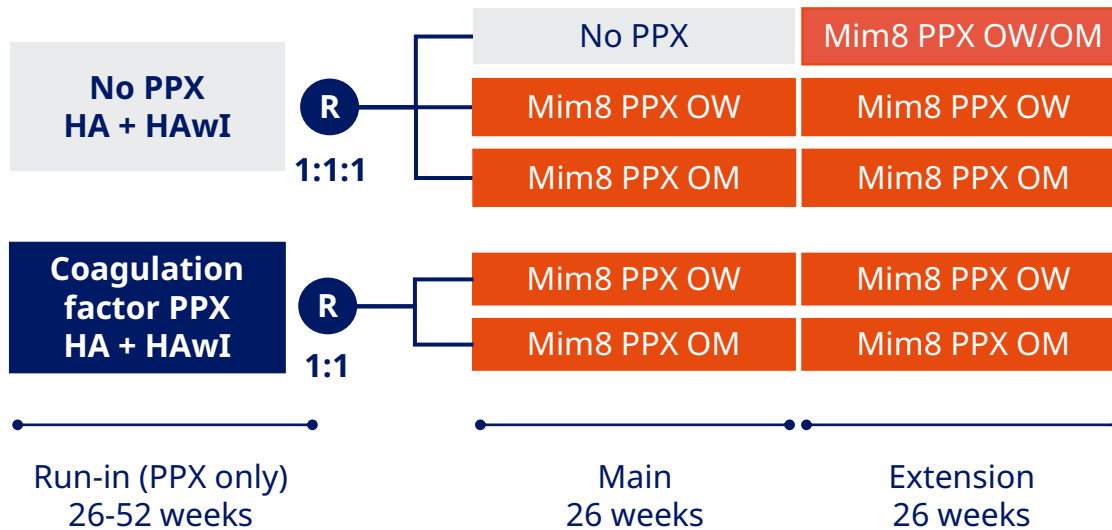 No PPX
HA + HAwI
R
1:1:1
No PPX
Mim8 PPX OW/OM
Mim8 PPX OW
Mim8 PPX OW
Mim8 PPX OM
Mim8 PPX OM
Coagulation
factor PPX
HA + HAwI
R
1:1
Mim8 PPX OW
Mim8 PPX OW
Mim8 PPX OM
Mim8 PPX OM
Run-in (PPX only)
26-52 weeks
Main
26 weeks
Extension
26 weeks